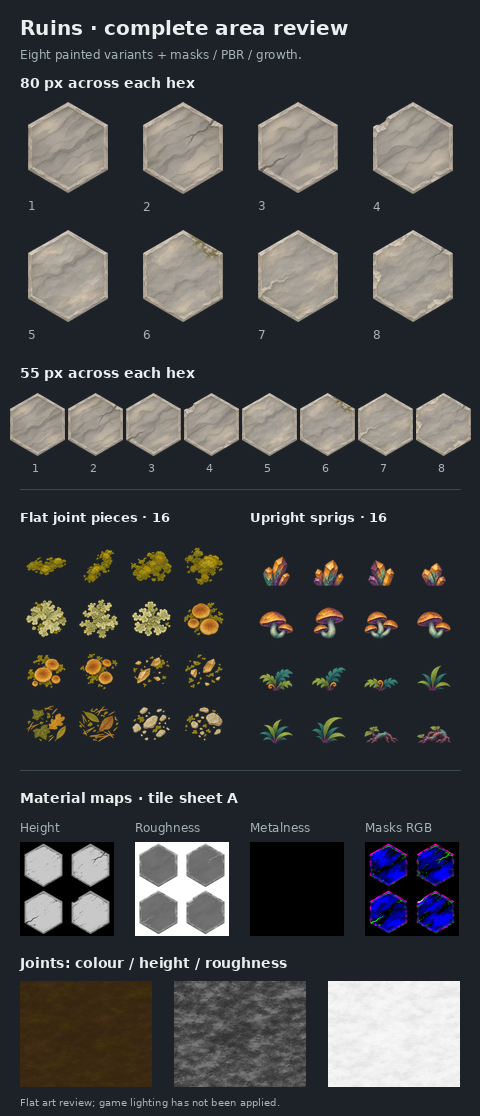 Ruins · complete area review
Eight painted variants + masks / PBR / growth.
80 px across each hex
1 2 3 4
5 6 7 8
55 px across each hex
1 2 3 4 5 6 7 8
Flat joint pieces · 16 Upright sprigs · 16
Material maps · tile sheet A
Height Roughness Metalness Masks RGB
Joints: colour / height / roughness
Flat art review; game lighting has not been applied.